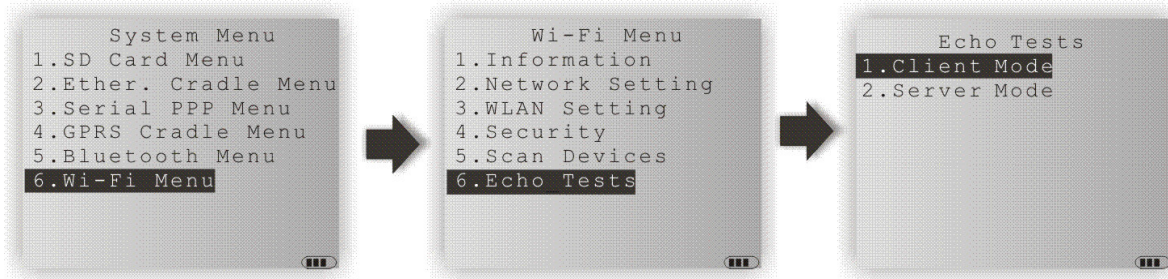 System Menu
1.SD Card Menu
2.Ether. Cradle Menu
3.Serial PPP Menu
4.GPRS Cradle Menu
5.Bluetooth Menu
6.Wi-Fi Menu
Wi-Fi Menu
1.Information
2.Network Setting
3.WLAN Setting
4.Security
5.Scan Devices
6.Echo Tests
Echo Tests
1.Client Mode
2.Server Mode